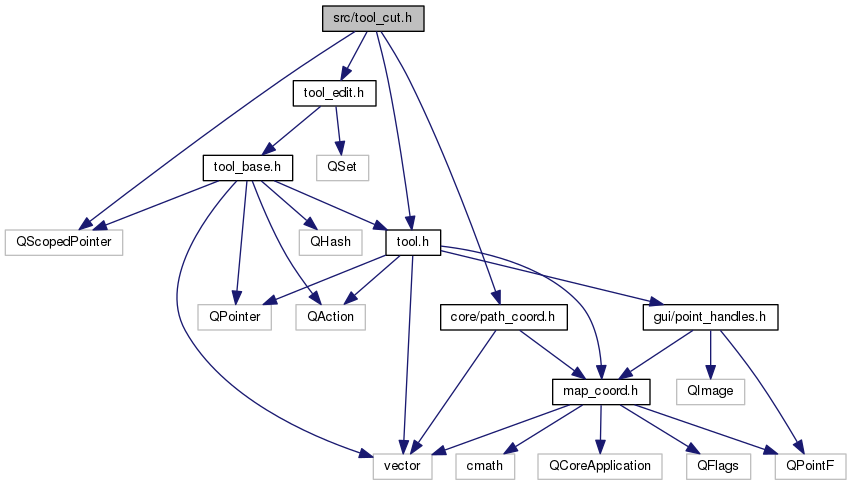 src/tool_cut.h
tool_edit.h
tool_base.h
QSet
QScopedPointer
QHash
tool.h
QPointer
QAction
core/path_coord.h
gui/point_handles.h
map_coord.h
QImage
vector
cmath
QCoreApplication
QFlags
QPointF